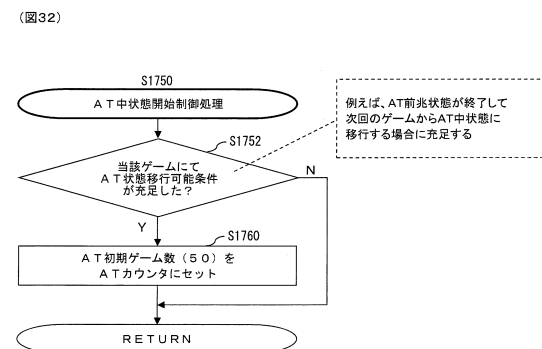 （図32）
S1750
ＡＴ中状態開始制御処理
例えば、AT前兆状態が終了して
次回のゲームからAT中状態に
移行する場合に充足する
S1752
当該ゲームにて
ＡＴ状態移行可能条件
が充足した？
N
Y
S1760
ＡＴ初期ゲーム数（５０）を
ＡＴカウンタにセット
ＲＥＴＵＲＮ